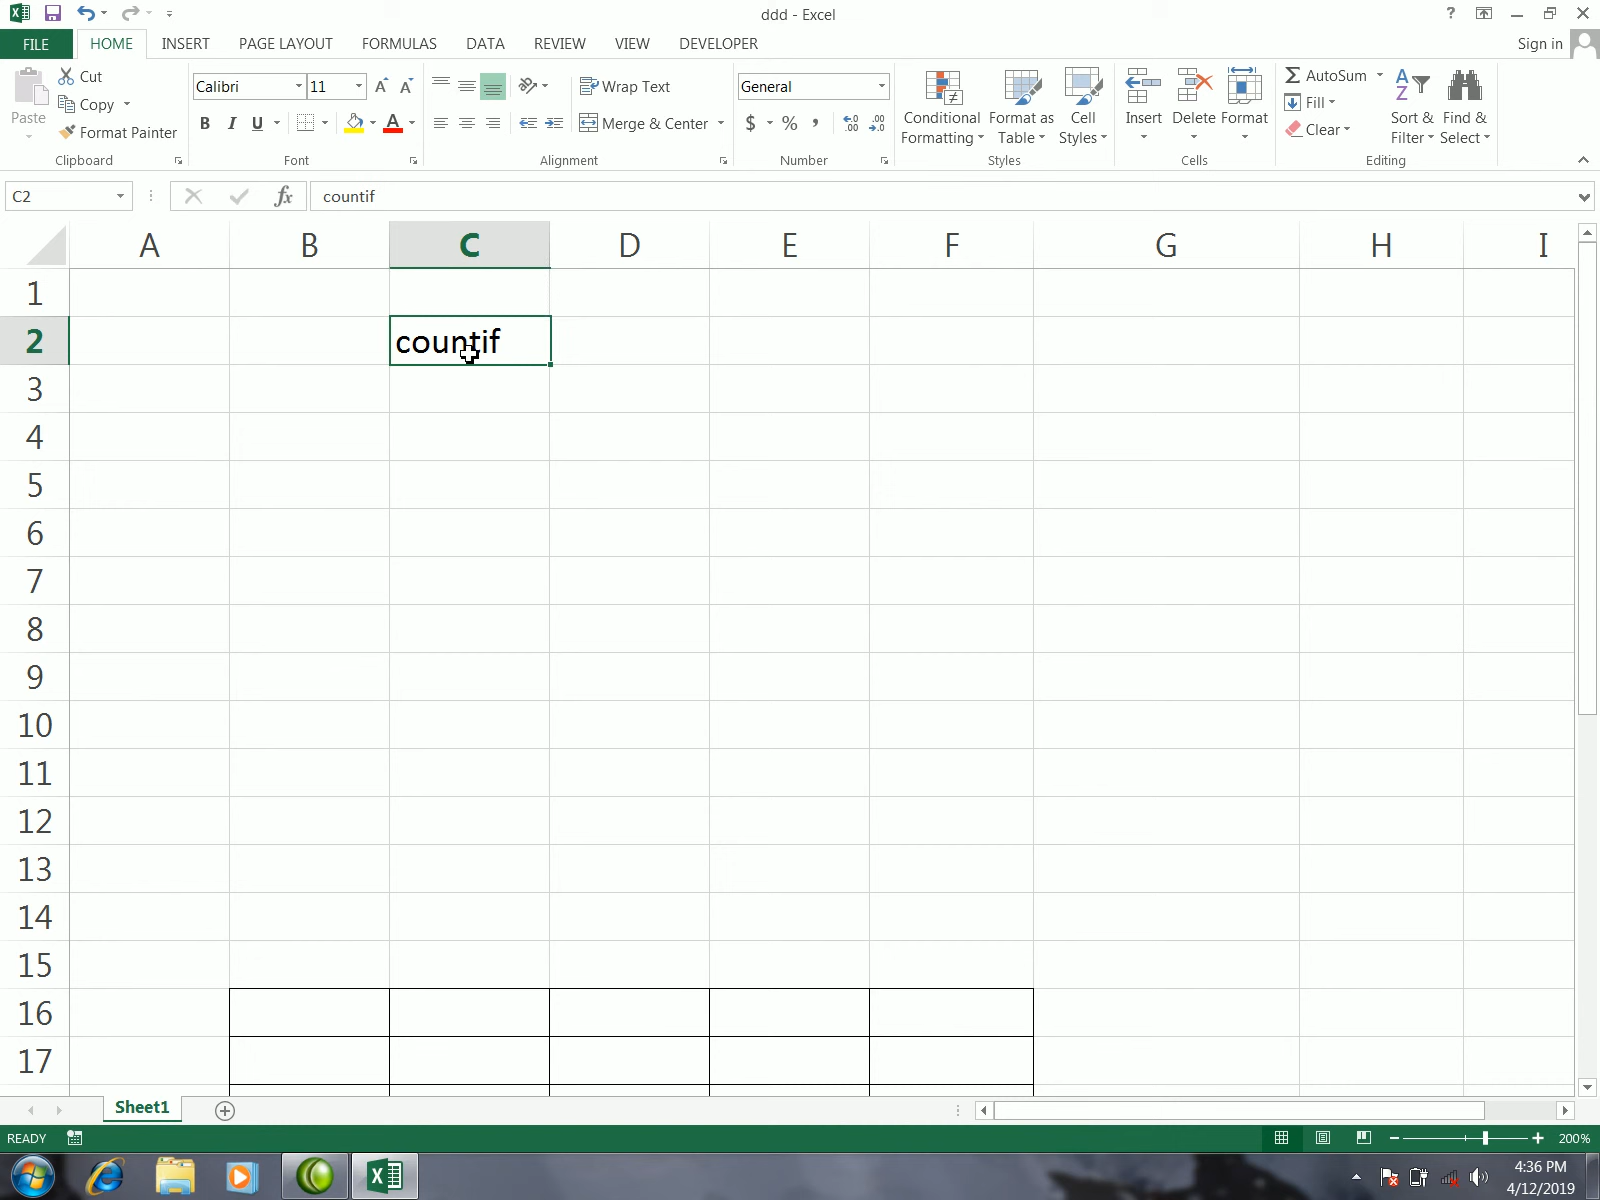 ddd - Excel
FILE HOME INSERT PAGE LAYOUT FORMULAS DATA REVIEW VIEW DEVELOPER Sign in
Paste Cut Copy Format Painter Clipboard
Calibri 11 B I U A Font
Wrap Text Merge & Center Alignment
General $ % , Number
Conditional Formatting Format as Table Cell Styles Styles
Insert Delete Format Cells
AutoSum Fill Clear Sort & Filter Find & Select Editing
C2 fx countif
A B C D E F G H I
1
2 countif
3
4
5
6
7
8
9
10
11
12
13
14
15
16
17
Sheet1
READY 200%
4:36 PM
4/12/2019